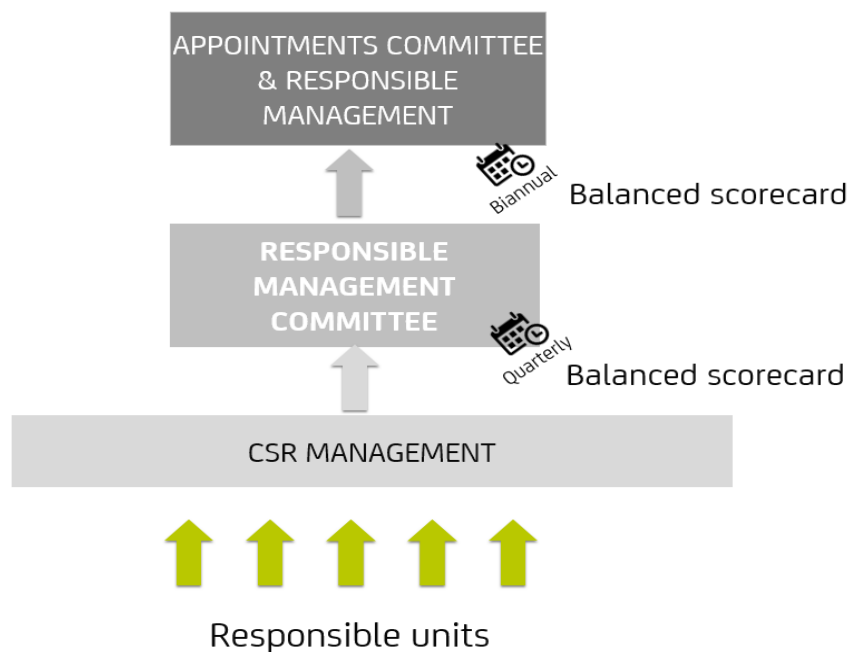 APPOINTMENTS COMMITTEE
& RESPONSIBLE
MANAGEMENT
Biannual
Balanced scorecard
RESPONSIBLE
MANAGEMENT
COMMITTEE
Quarterly
Balanced scorecard
CSR MANAGEMENT
Responsible units